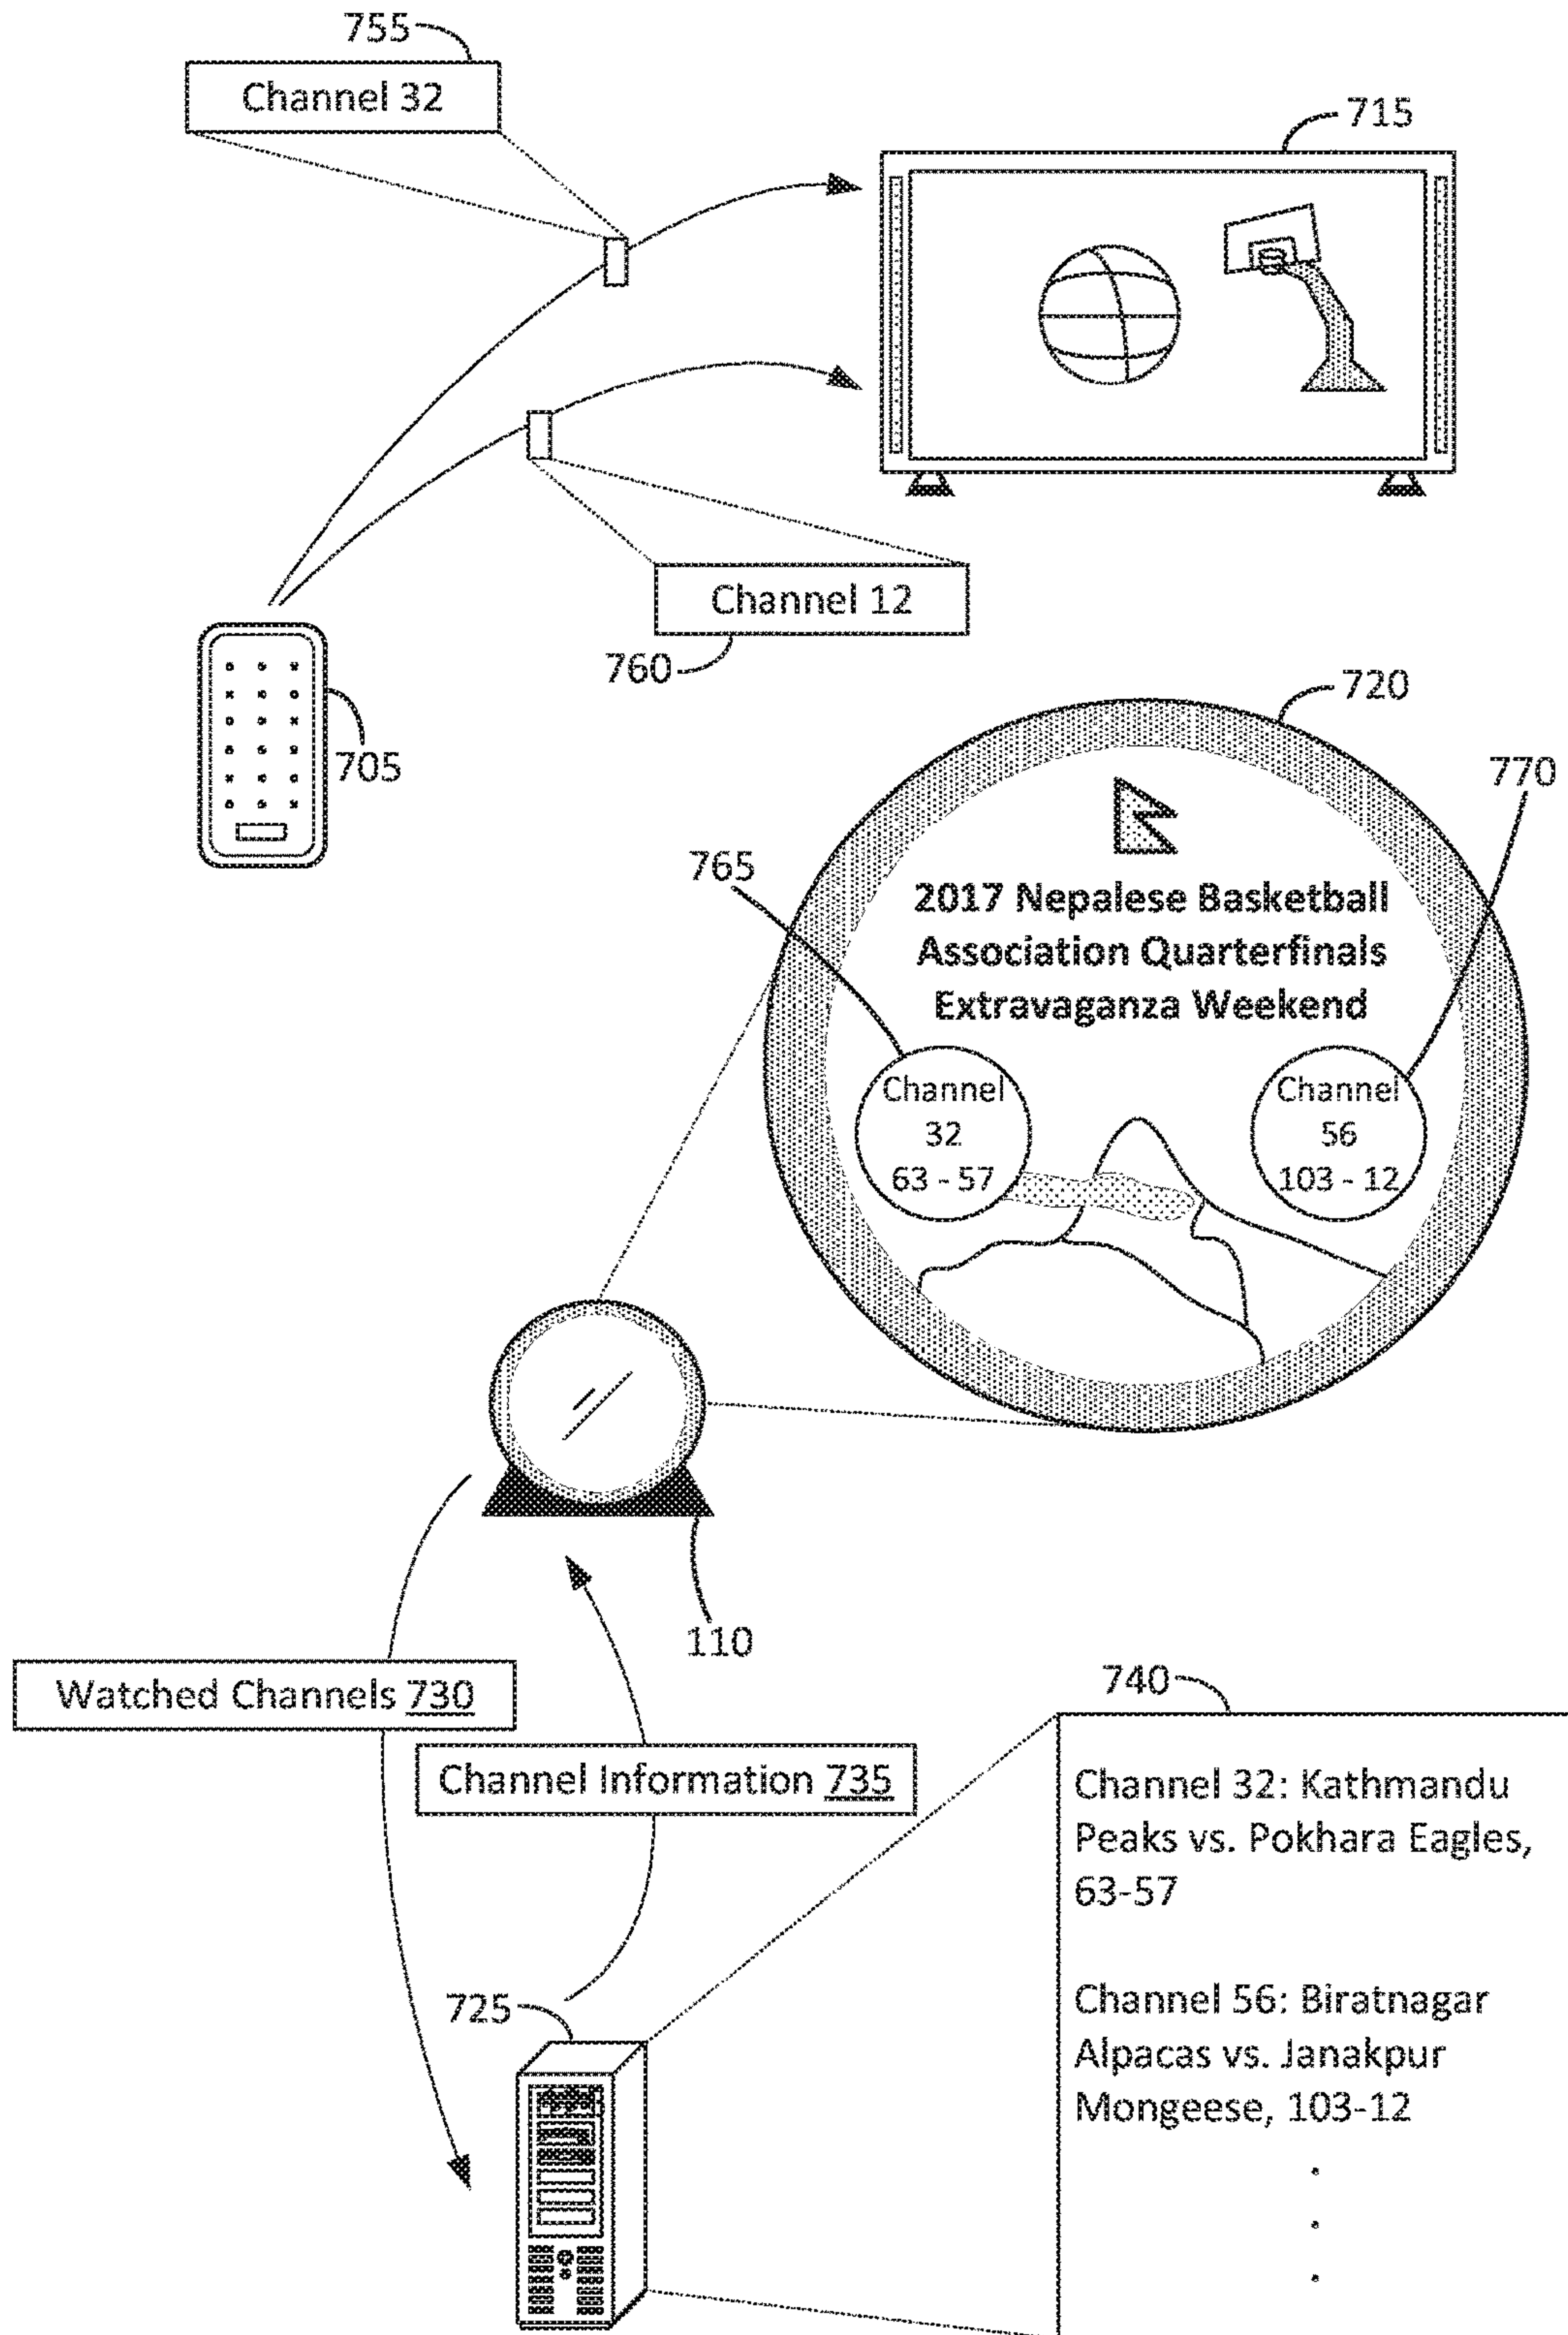 755
Channel 32
715
Channel 12
760
705
720
770
765
2017 Nepalese Basketball
Association Quarterfinals
Extravaganza Weekend
Channel
32
63 - 57
Channel
56
103 - 12
110
Watched Channels 730
Channel Information 735
740
Channel 32: Kathmandu
Peaks vs. Pokhara Eagles,
63-57
Channel 56: Biratnagar
Alpacas vs. Janakpur
Mongeese, 103-12
725